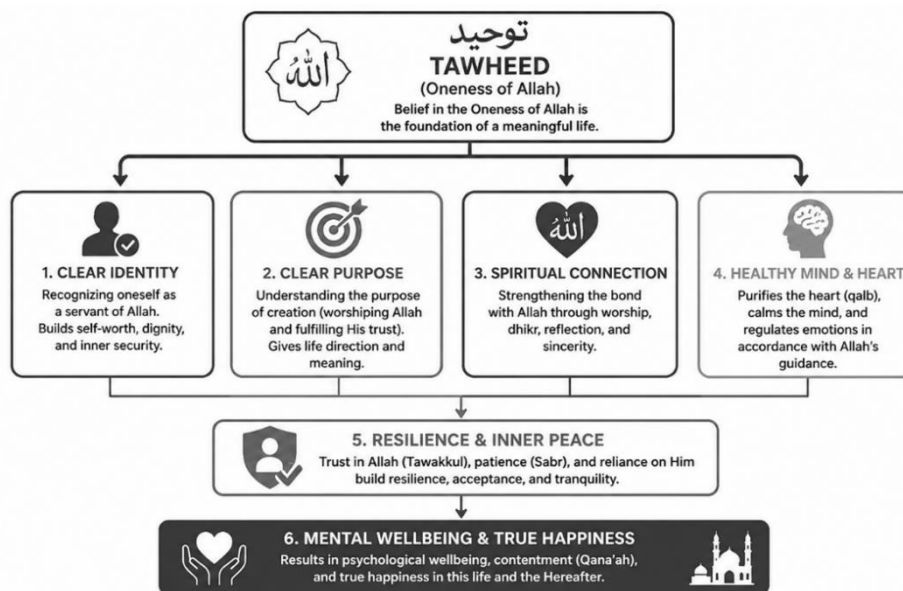 توحيد
الله
TAWHEED
(Oneness of Allah)
Belief in the Oneness of Allah is
the foundation of a meaningful life.
1. CLEAR IDENTITY
Recognizing oneself as
a servant of Allah.
Builds self-worth, dignity,
and inner security.
2. CLEAR PURPOSE
Understanding the purpose
of creation (worshiping Allah
and fulfilling His trust).
Gives life direction and
meaning.
الله
3. SPIRITUAL CONNECTION
Strengthening the bond
with Allah through worship,
dhikr, reflection, and
sincerity.
4. HEALTHY MIND & HEART
Purifies the heart (qalb),
calms the mind, and
regulates emotions in
accordance with Allah's
guidance.
5. RESILIENCE & INNER PEACE
Trust in Allah (Tawakkul), patience (Sabr), and reliance on Him
build resilience, acceptance, and tranquility.
6. MENTAL WELLBEING & TRUE HAPPINESS
Results in psychological wellbeing, contentment (Qana'ah),
and true happiness in this life and the Hereafter.